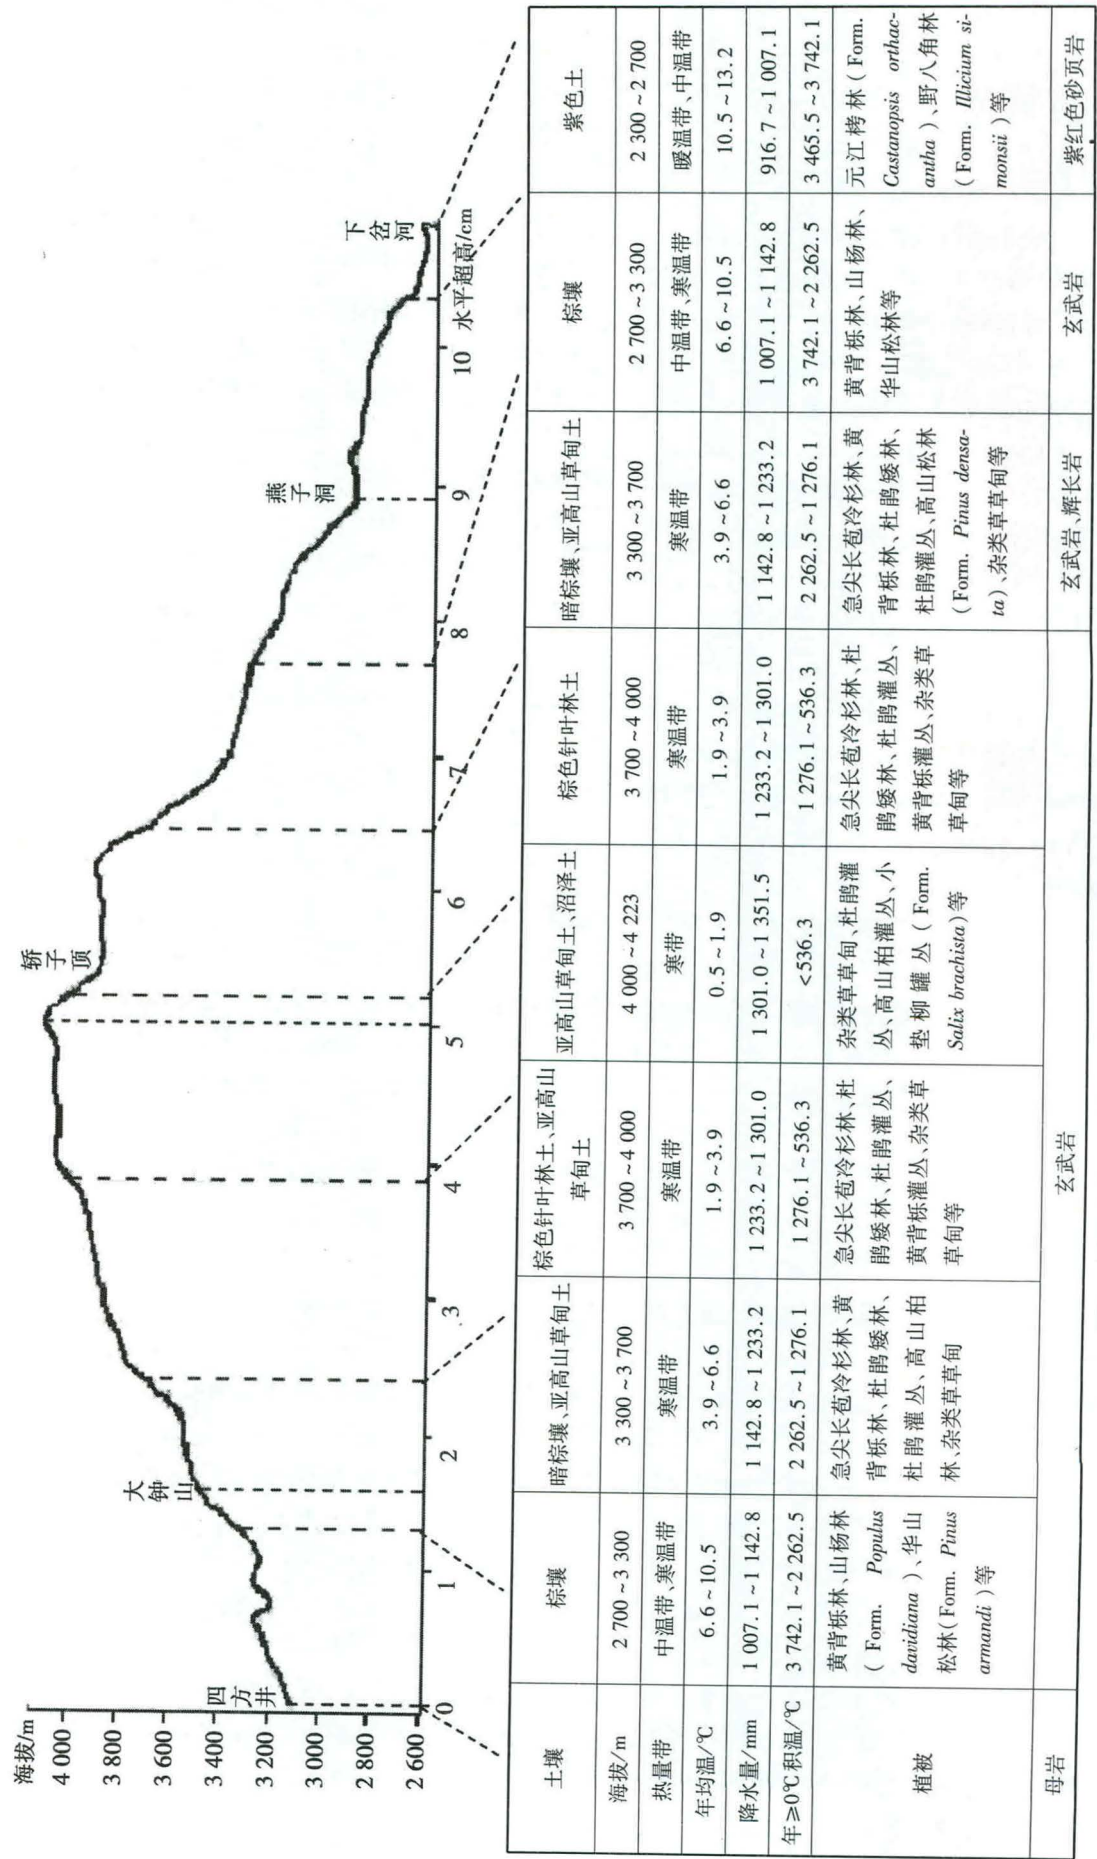 海拔/m
4 000
3 800
3 600
3 400
3 200
3 000
2 800
2 600
四方井
大钟山
轿子顶
燕子洞
下岔河
0
1
2
3
4
5
6
7
8
9
10
水平超高/cm
土壤
棕壤
暗棕壤、亚高山草甸土
棕色针叶林土、亚高山
草甸土
亚高山草甸土、沼泽土
棕色针叶林土
暗棕壤、亚高山草甸土
棕壤
紫色土
海拔/m
2 700~3 300
3 300~3 700
3 700~4 000
4 000~4 223
3 700~4 000
3 300~3 700
2 700~3 300
2 300~2 700
热量带
中温带、寒温带
寒温带
寒温带
寒带
寒温带
寒温带
中温带、寒温带
暖温带、中温带
年均温/℃
6.6~10.5
3.9~6.6
1.9~3.9
0.5~1.9
1.9~3.9
3.9~6.6
6.6~10.5
10.5~13.2
降水量/mm
1 007.1~1 142.8
1 142.8~1 233.2
1 233.2~1 301.0
1 301.0~1 351.5
1 233.2~1 301.0
1 142.8~1 233.2
1 007.1~1 142.8
916.7~1 007.1
年≥0℃积温/℃
3 742.1~2 262.5
2 262.5~1 276.1
1 276.1~536.3
<536.3
1 276.1~536.3
2 262.5~1 276.1
3 742.1~2 262.5
3 465.5~3 742.1
植被
黄背栎林、山杨林
(Form. Populus
davidiana)、华山
松林(Form. Pinus
armandi)等
急尖长苞冷杉林、黄
背栎林、杜鹃矮林、
杜鹃灌丛、高山柏
林、杂类草草甸
急尖长苞冷杉林、杜
鹃矮林、杜鹃灌丛、
黄背栎灌丛、杂类草
草甸等
杂类草草甸、杜鹃灌
丛、高山柏灌丛、小
垫柳罐丛(Form.
Salix brachista)等
急尖长苞冷杉林、杜
鹃矮林、杜鹃灌丛、
黄背栎灌丛、杂类草
草甸等
急尖长苞冷杉林、黄
背栎林、杜鹃矮林、
杜鹃灌丛、高山松林
(Form. Pinus densa-
ta)、杂类草草甸等
黄背栎林、山杨林、
华山松林等
元江栲林(Form.
Castanopsis orthac-
antha)、野八角林
(Form. Illicium si-
monsii)等
母岩
玄武岩
玄武岩、辉长岩
玄武岩
紫红色砂页岩